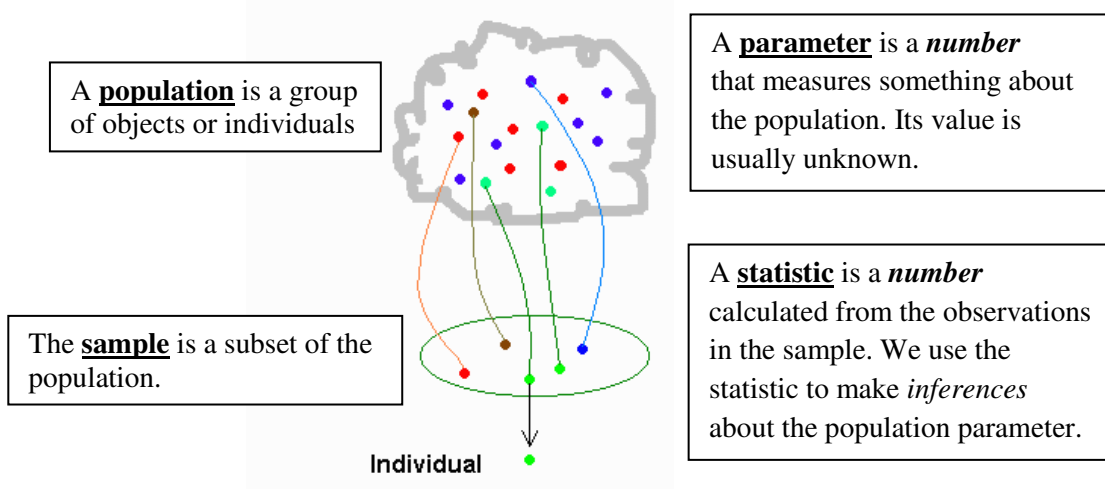 A population is a group
of objects or individuals
A parameter is a number
that measures something about
the population. Its value is
usually unknown.
The sample is a subset of the
population.
A statistic is a number
calculated from the observations
in the sample. We use the
statistic to make inferences
about the population parameter.
Individual